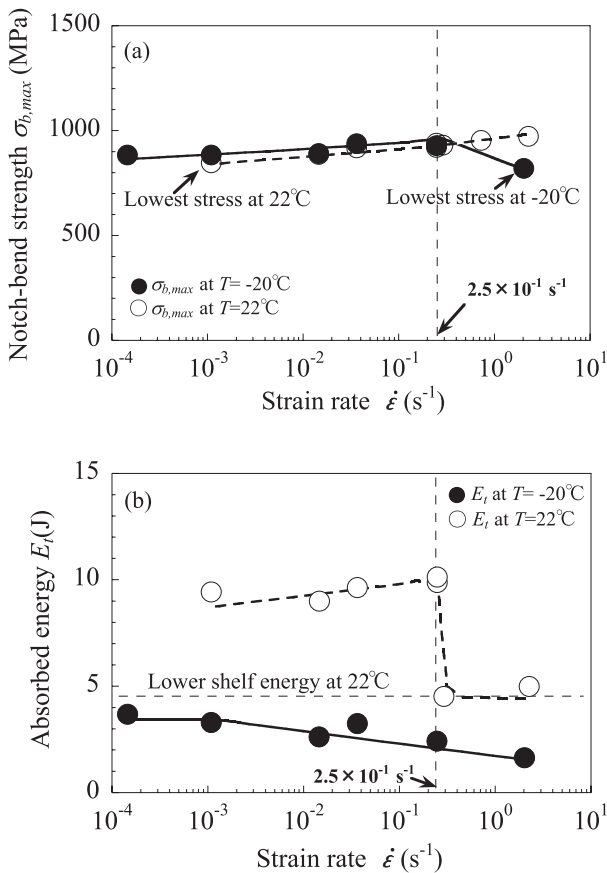 (a)
Notch-bend strength σb,max (MPa)
1500
1000
500
0
Lowest stress at 22℃
Lowest stress at -20℃
σb,max at T= -20℃
σb,max at T=22℃
2.5×10⁻¹ s⁻¹
10⁻⁴ 10⁻³ 10⁻² 10⁻¹ 10⁰ 10¹
Strain rate ε̇ (s⁻¹)
(b)
Absorbed energy Et(J)
15
10
5
0
Et at T= -20℃
Et at T=22℃
Lower shelf energy at 22℃
2.5×10⁻¹ s⁻¹
10⁻⁴ 10⁻³ 10⁻² 10⁻¹ 10⁰ 10¹
Strain rate ε̇ (s⁻¹)